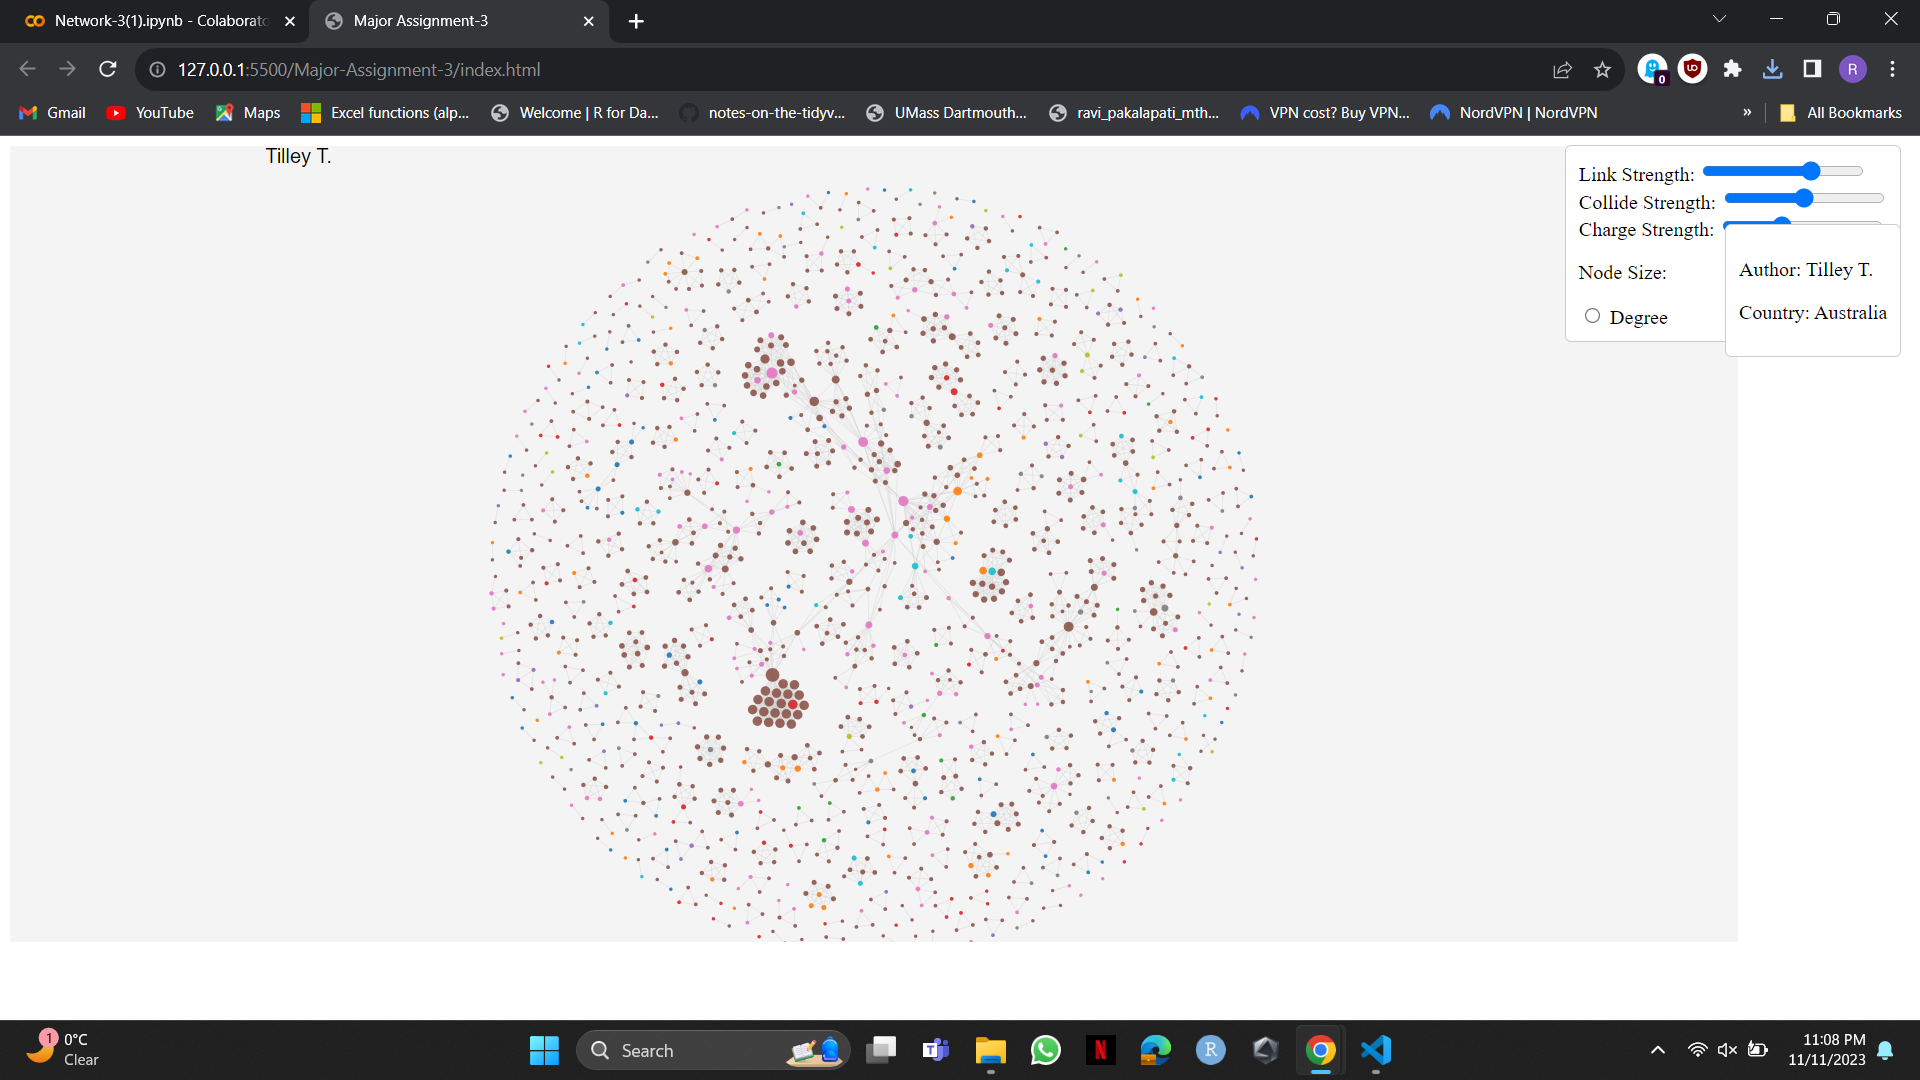 Network-3(1).ipynb - Colaborato
Major Assignment-3
127.0.0.1:5500/Major-Assignment-3/index.html
0
R
Gmail
YouTube
Maps
Excel functions (alp...
Welcome | R for Da...
notes-on-the-tidyv...
UMass Dartmouth...
ravi_pakalapati_mth...
VPN cost? Buy VPN...
NordVPN | NordVPN
»
All Bookmarks
Tilley T.
Link Strength:
Collide Strength:
Charge Strength:
Node Size:
Degree
Author: Tilley T.
Country: Australia
1
0°C
Clear
Search
11:08 PM
11/11/2023